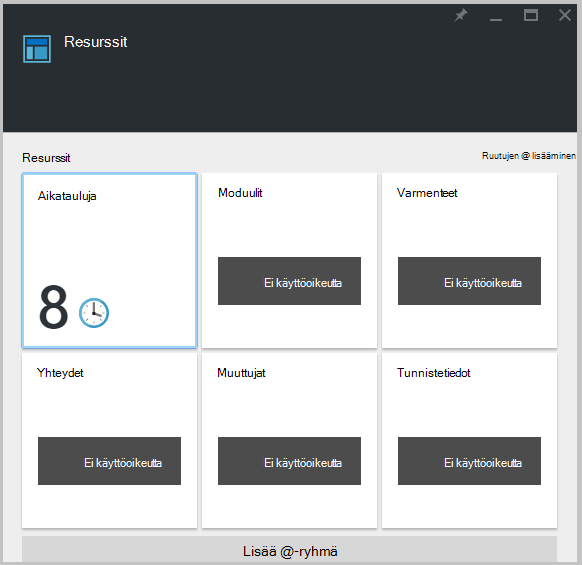 Resurssit
Resurssit
Ruutujen @ lisääminen
Aikatauluja
Moduulit
Varmenteet
Ei käyttöoikeutta
Ei käyttöoikeutta
8
Yhteydet
Muuttujat
Tunnistetiedot
Ei käyttöoikeutta
Ei käyttöoikeutta
Ei käyttöoikeutta
Lisää @-ryhmä